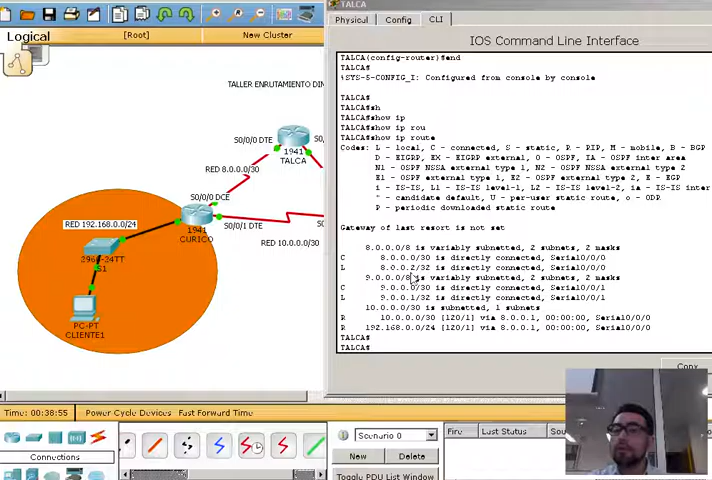 TALCA
Physical
Config
CLI
Logical
[Root]
New Cluster
IOS Command Line Interface
TALCA(config-router)#end
TALCA#
%SYS-5-CONFIG_I: Configured from console by console
TALCA#
TALCA#sh
TALCA#show ip
TALCA#show ip rou
TALCA#show ip route
Codes: L - local, C - connected, S - static, R - RIP, M - mobile, B - BGP
D - EIGRP, EX - EIGRP external, O - OSPF, IA - OSPF inter area
N1 - OSPF NSSA external type 1, N2 - OSPF NSSA external type 2
E1 - OSPF external type 1, E2 - OSPF external type 2, E - EGP
i - IS-IS, L1 - IS-IS level-1, L2 - IS-IS level-2, ia - IS-IS inter
* - candidate default, U - per-user static route, o - ODR
P - periodic downloaded static route
Gateway of last resort is not set
8.0.0.0/8 is variably subnetted, 2 subnets, 2 masks
C 8.0.0.0/30 is directly connected, Serial0/0/0
L 8.0.0.2/32 is directly connected, Serial0/0/0
9.0.0.0/8 is variably subnetted, 2 subnets, 2 masks
C 9.0.0.0/30 is directly connected, Serial0/0/1
L 9.0.0.1/32 is directly connected, Serial0/0/1
10.0.0.0/30 is subnetted, 1 subnets
R 10.0.0.0/30 [120/1] via 8.0.0.1, 00:00:00, Serial0/0/0
R 192.168.0.0/24 [120/1] via 8.0.0.1, 00:00:00, Serial0/0/0
TALCA#
TALCA#
Copy
TALLER ENRUTAMIENTO DIN
S0/0/0 DTE
S0/0
1941
TALCA
RED 8.0.0.0/30
S0/0/0 DCE
RED 192.168.0.0/24
1941
CURICO
S0/0/1 DTE
RED 10.0.0.0/30
2960-24TT
S1
PC-PT
CLIENTE1
Time: 00:38:55
Power Cycle Devices
Fast Forward Time
Connections
Scenario 0
New
Delete
Toggle PDU List Window
Fire
Last Status
Sou